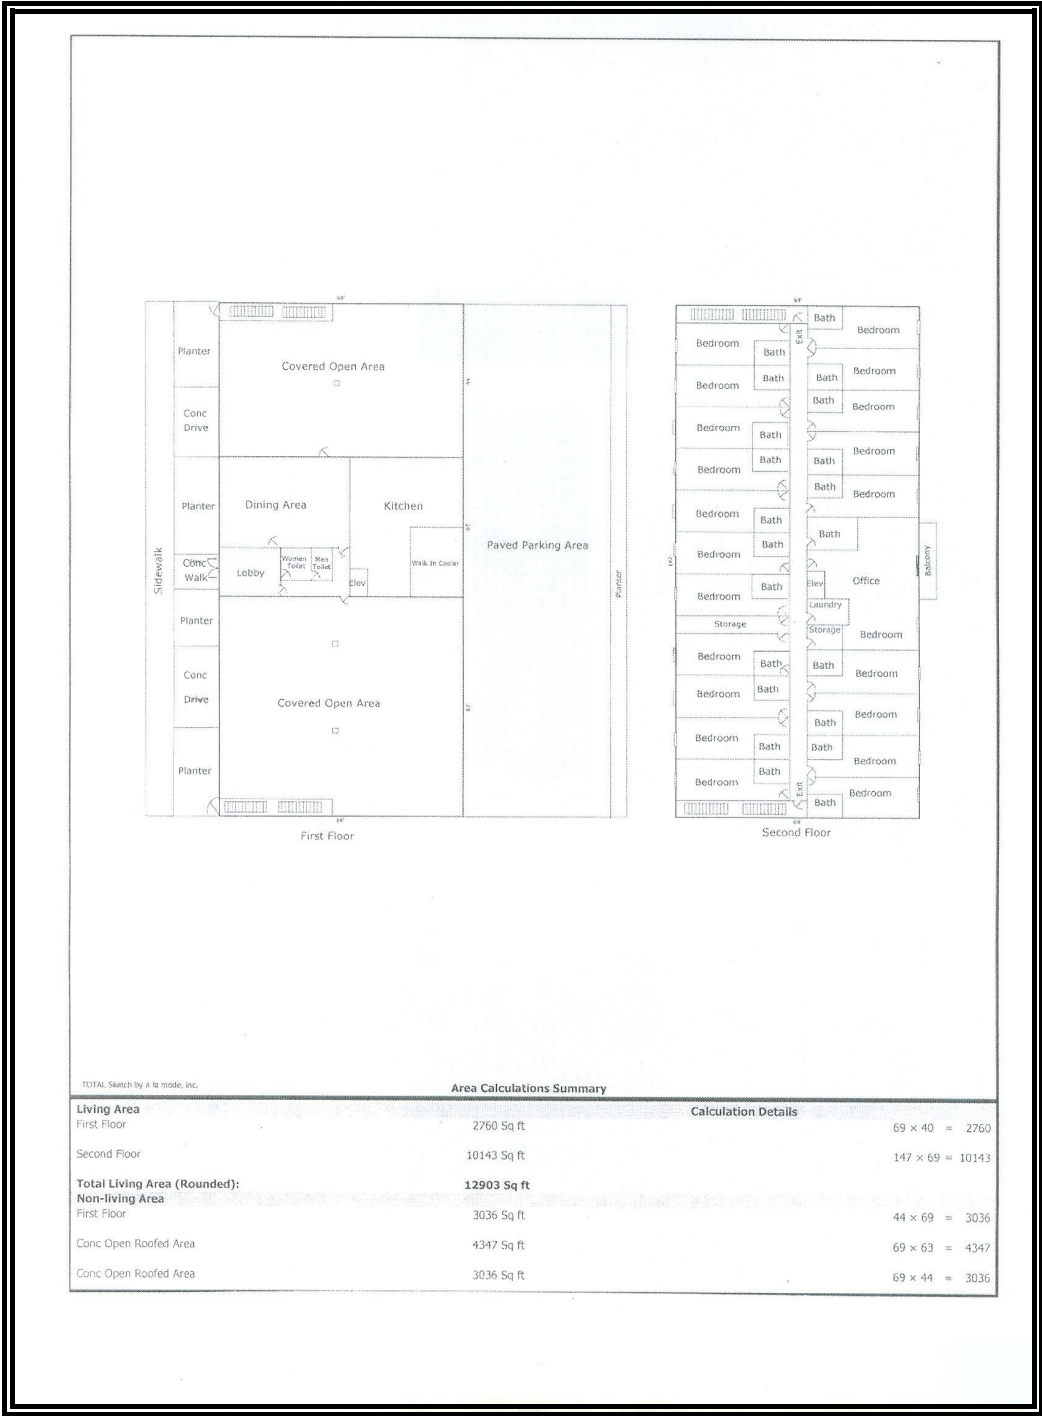 69'
Planter
Covered Open Area
44'
Conc
Drive
Planter
Dining Area
Kitchen
Sidewalk
Conc
Walk
Lobby
Women
Toilet
Men
Toilet
Elev
Walk In Cooler
Paved Parking Area
Planter
Planter
Conc
Drive
Covered Open Area
63'
Planter
69'
First Floor
69'
Exit
Bath
Bedroom
Bedroom
Bath
Bedroom
Bath
Bath
Bedroom
Bath
Bedroom
Bedroom
Bath
Bedroom
Bath
Bath
Bedroom
Bath
Bedroom
Bedroom
Bath
Bath
Bedroom
Bath
Bedroom
Bath
Elev
Office
Balcony
Bedroom
Laundry
Storage
Storage
Bedroom
Bedroom
Bath
Bath
Bedroom
Bedroom
Bath
Bath
Bedroom
Bedroom
Bath
Bath
Bedroom
Bedroom
Bath
Exit
Bath
Bedroom
69'
Second Floor
TOTAL Sketch by a la mode, inc.
Area Calculations Summary
Living Area
Calculation Details
First Floor
2760 Sq ft
69 × 40 = 2760
Second Floor
10143 Sq ft
147 × 69 = 10143
Total Living Area (Rounded):
12903 Sq ft
Non-living Area
First Floor
3036 Sq ft
44 × 69 = 3036
Conc Open Roofed Area
4347 Sq ft
69 × 63 = 4347
Conc Open Roofed Area
3036 Sq ft
69 × 44 = 3036